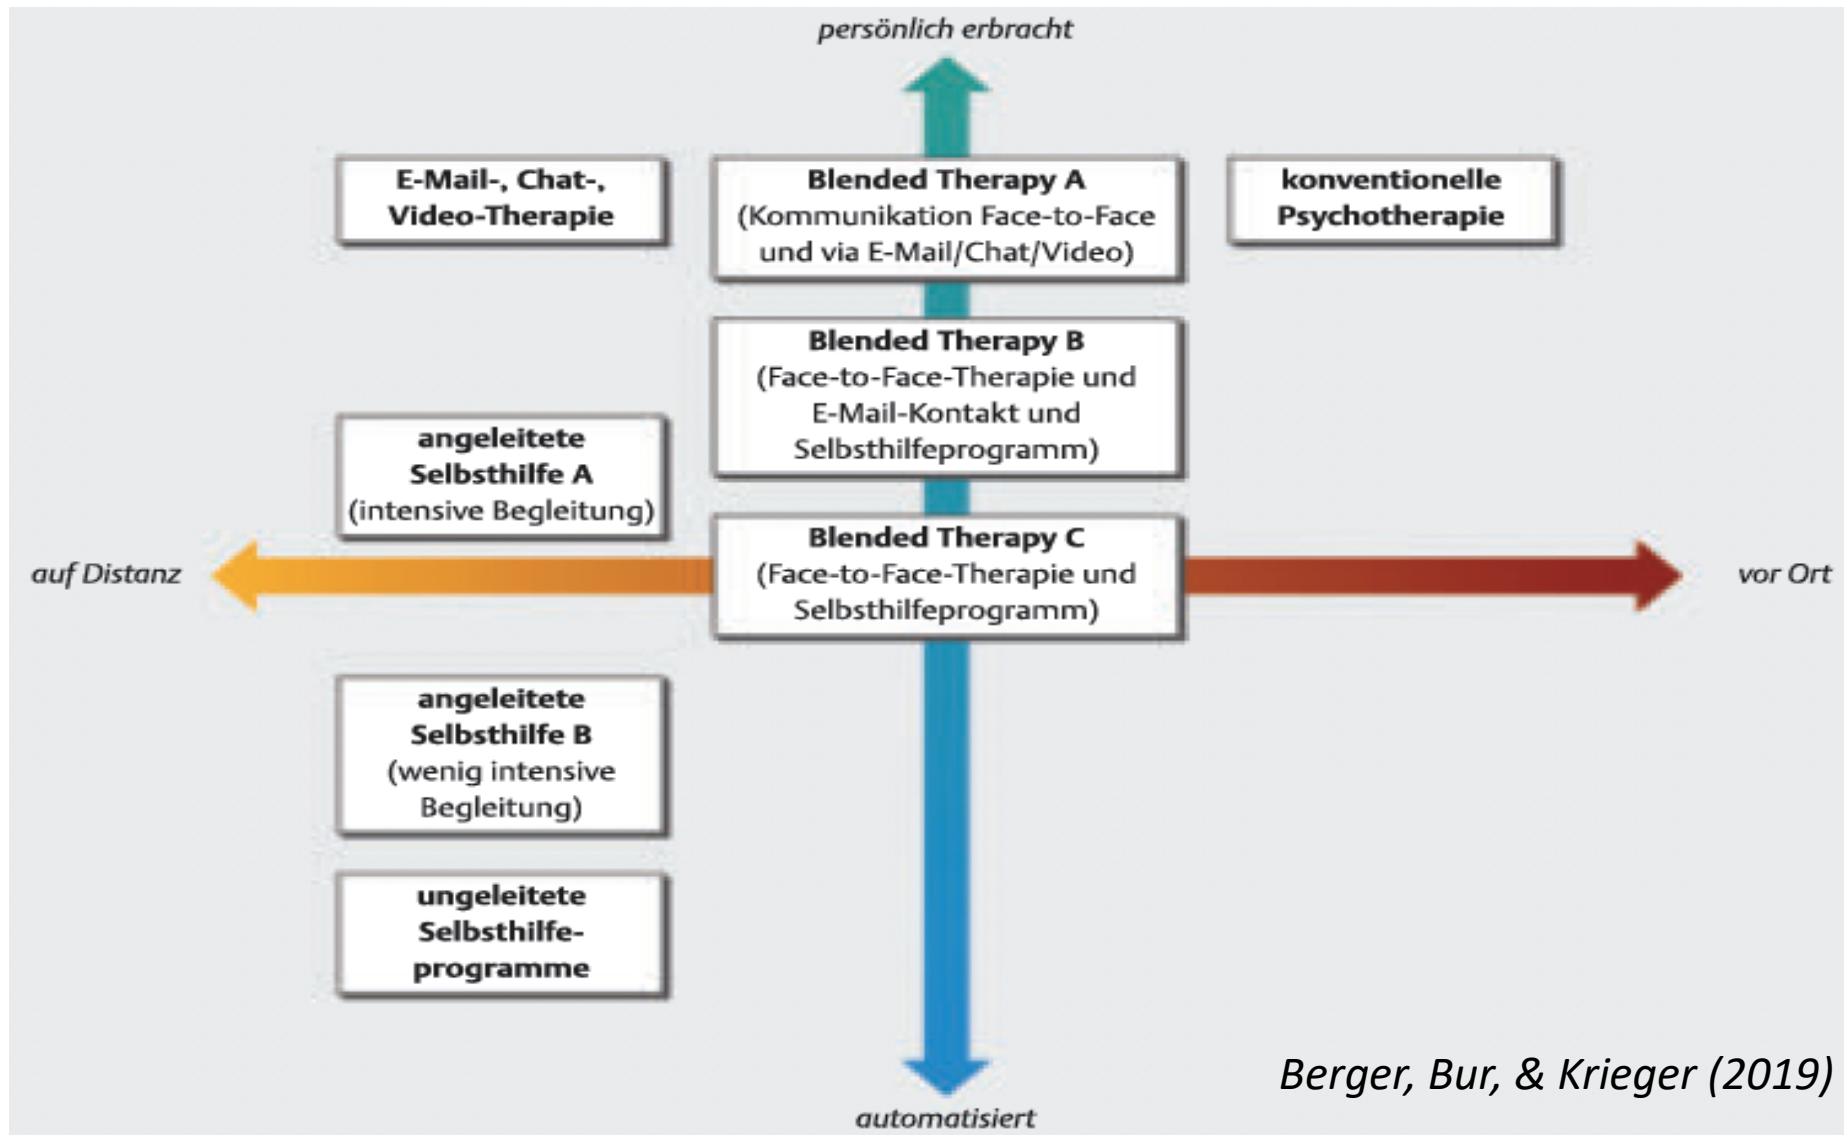 persönlich erbracht
E-Mail-, Chat-,
Video-Therapie
Blended Therapy A
(Kommunikation Face-to-Face
und via E-Mail/Chat/Video)
konventionelle
Psychotherapie
Blended Therapy B
(Face-to-Face-Therapie und
E-Mail-Kontakt und
Selbsthilfeprogramm)
angeleitete
Selbsthilfe A
(intensive Begleitung)
Blended Therapy C
(Face-to-Face-Therapie und
Selbsthilfeprogramm)
auf Distanz
vor Ort
angeleitete
Selbsthilfe B
(wenig intensive
Begleitung)
ungeleitete
Selbsthilfe-
programme
Berger, Bur, & Krieger (2019)
automatisiert